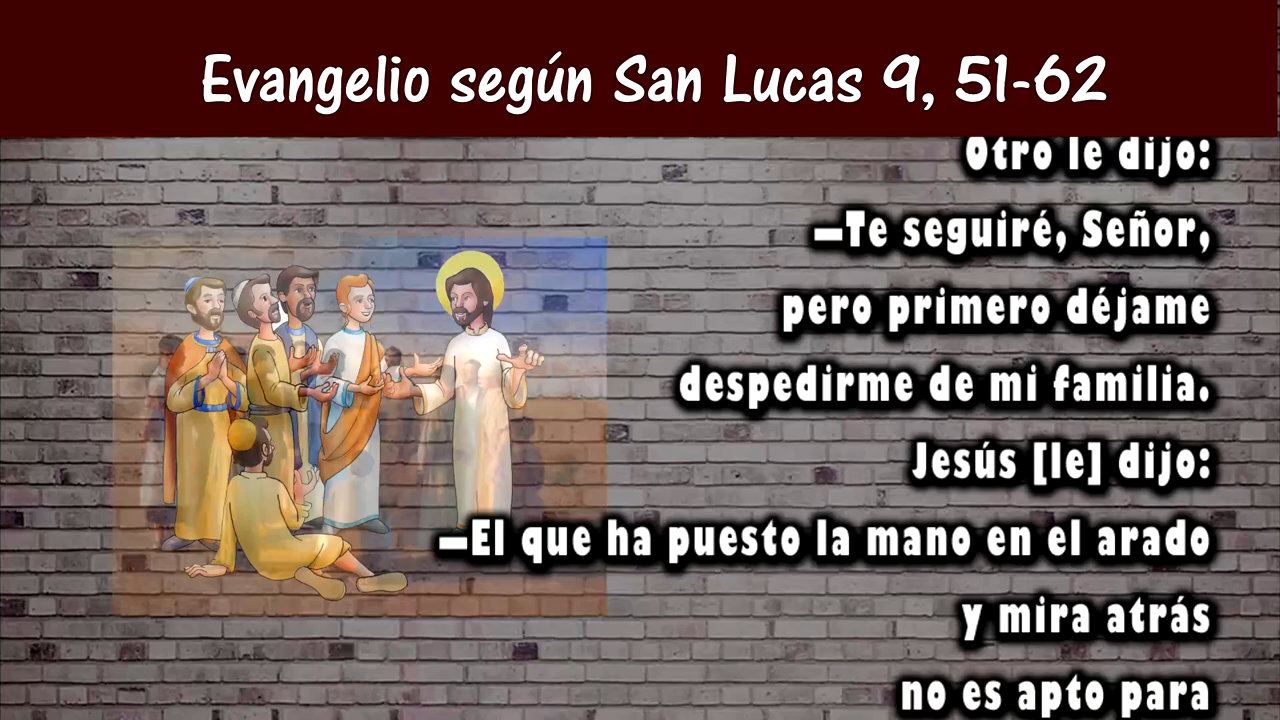 Evangelio según San Lucas 9, 51-62
Otro le dijo:
—Te seguiré, Señor,
pero primero déjame
despedirme de mi familia.
Jesús [le] dijo:
—El que ha puesto la mano en el arado
y mira atrás
no es apto para